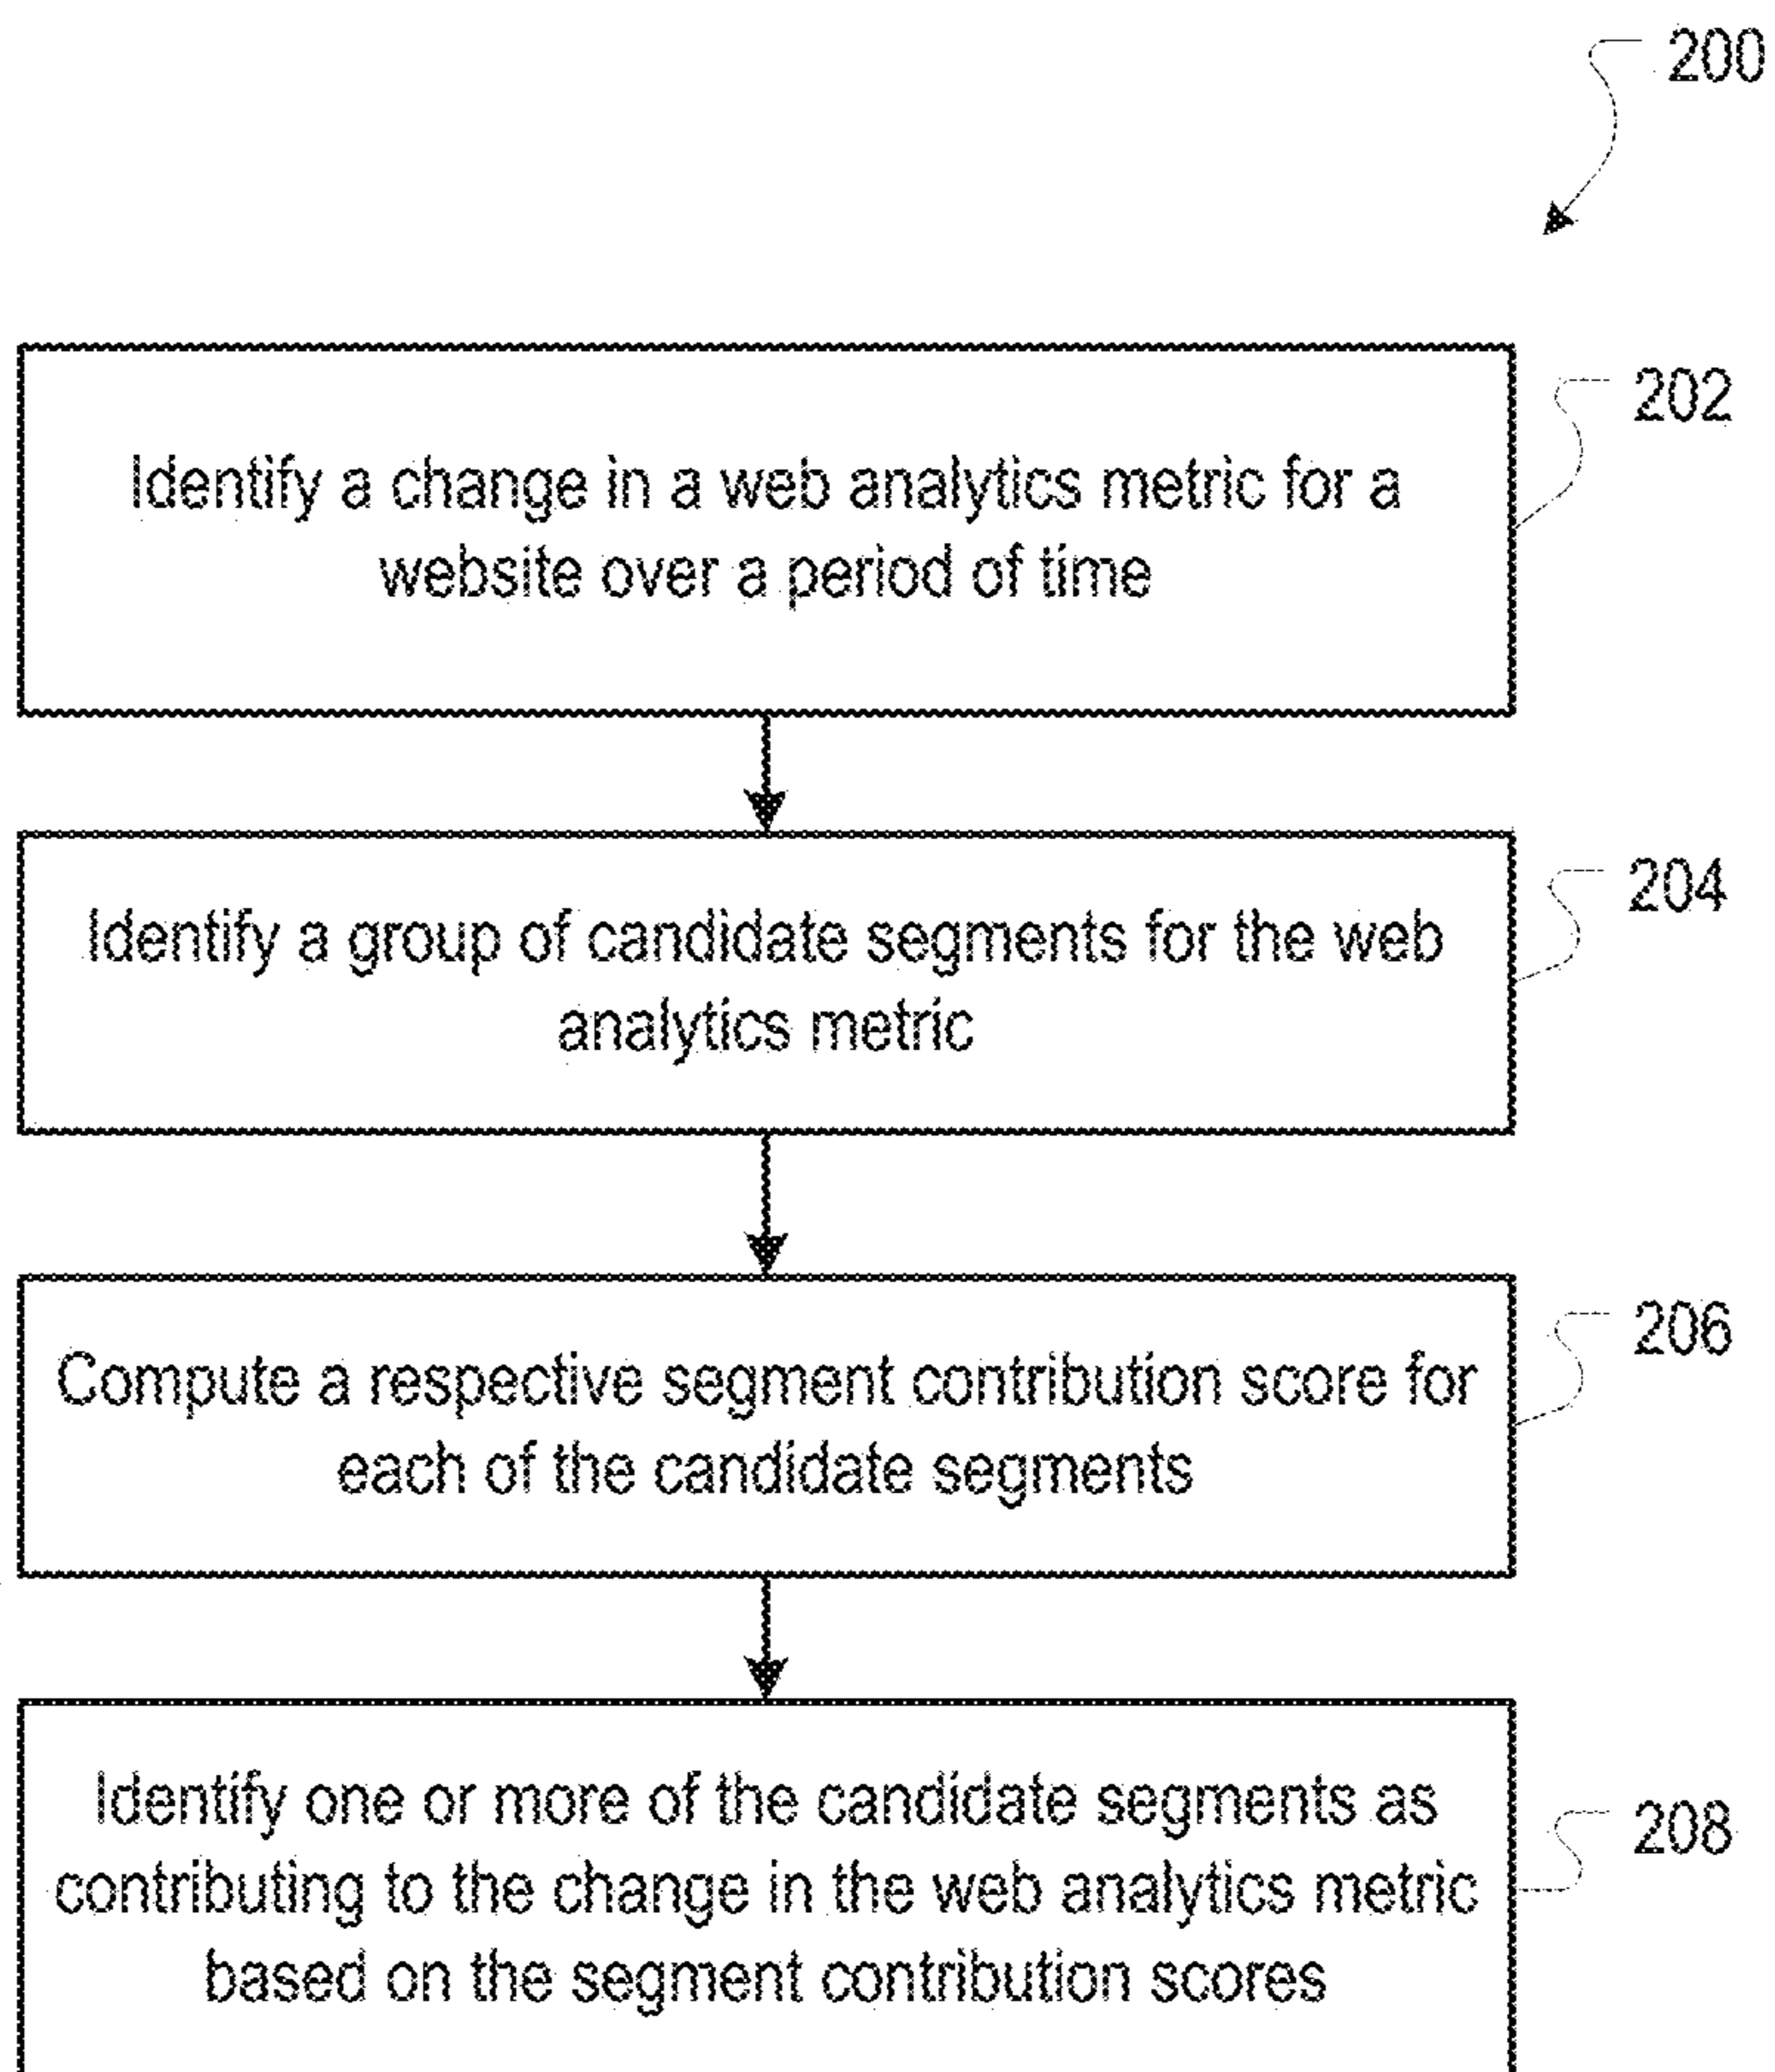 200
202
Identify a change in a web analytics metric for a
website over a period of time
204
Identify a group of candidate segments for the web
analytics metric
206
Compute a respective segment contribution score for
each of the candidate segments
208
Identify one or more of the candidate segments as
contributing to the change in the web analytics metric
based on the segment contribution scores